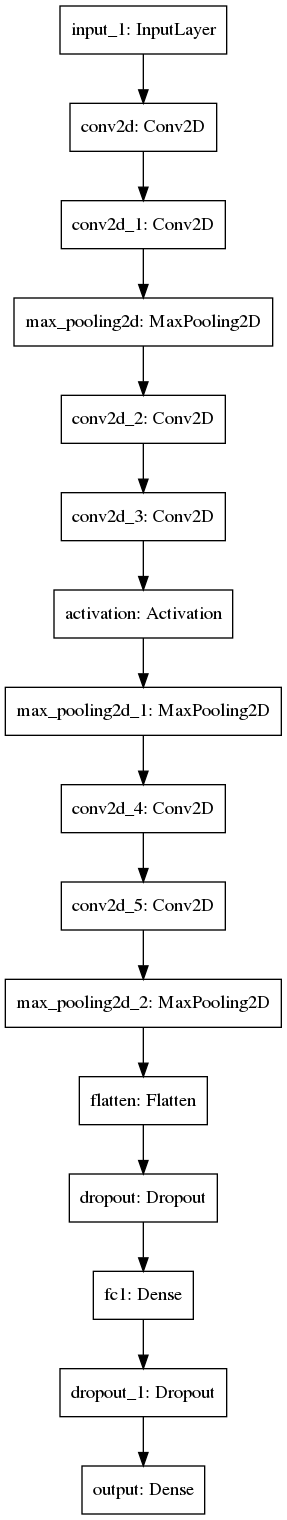 input_1: InputLayer
conv2d: Conv2D
conv2d_1: Conv2D
max_pooling2d: MaxPooling2D
conv2d_2: Conv2D
conv2d_3: Conv2D
activation: Activation
max_pooling2d_1: MaxPooling2D
conv2d_4: Conv2D
conv2d_5: Conv2D
max_pooling2d_2: MaxPooling2D
flatten: Flatten
dropout: Dropout
fc1: Dense
dropout_1: Dropout
output: Dense